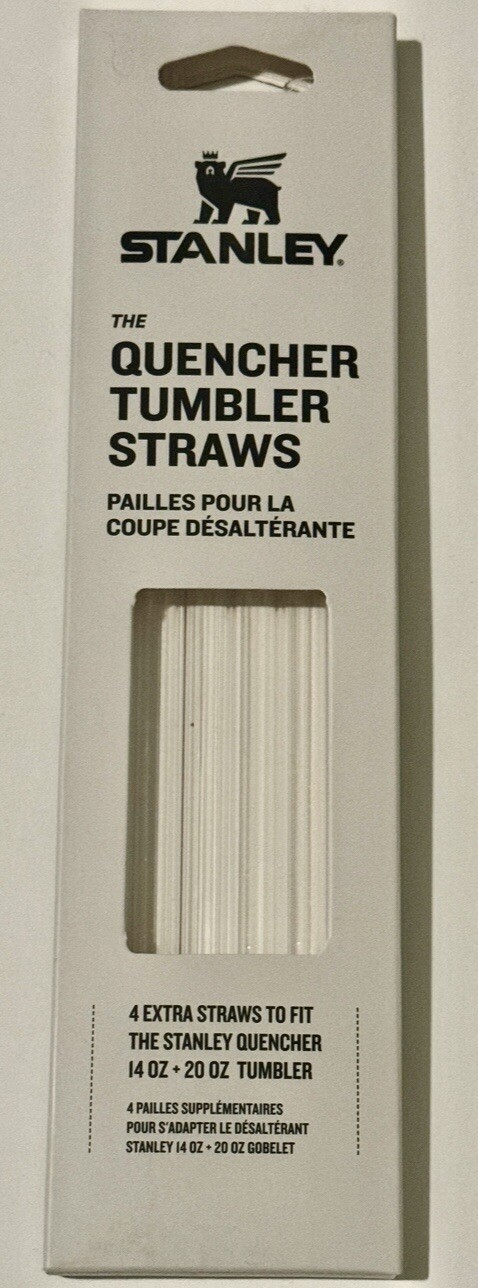 STANLEY®
THE
QUENCHER
TUMBLER
STRAWS
PAILLES POUR LA
COUPE DÉSALTÉRANTE
4 EXTRA STRAWS TO FIT
THE STANLEY QUENCHER
14 OZ + 20 OZ TUMBLER
4 PAILLES SUPPLÉMENTAIRES
POUR S'ADAPTER LE DÉSALTÉRANT
STANLEY 14 OZ + 20 OZ GOBELET